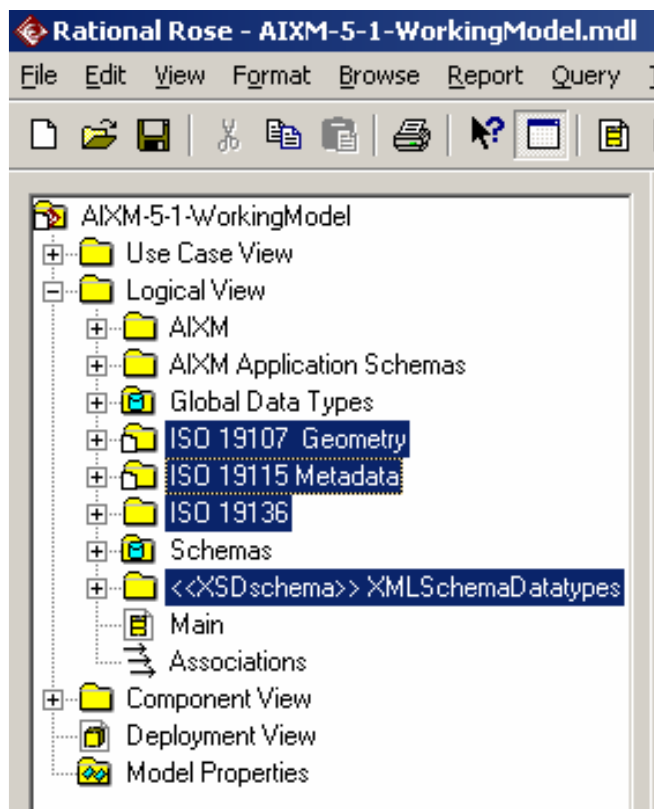 Rational Rose - AIXM-5-1-WorkingModel.mdl
File Edit View Format Browse Report Query
AIXM-5-1-WorkingModel
Use Case View
Logical View
AIXM
AIXM Application Schemas
Global Data Types
ISO 19107 Geometry
ISO 19115 Metadata
ISO 19136
Schemas
<<XSDschema>> XMLSchemaDatatypes
Main
Associations
Component View
Deployment View
Model Properties